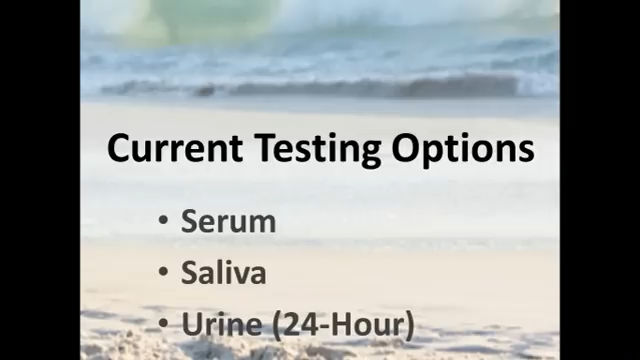 Current Testing Options
• Serum
• Saliva
• Urine (24-Hour)